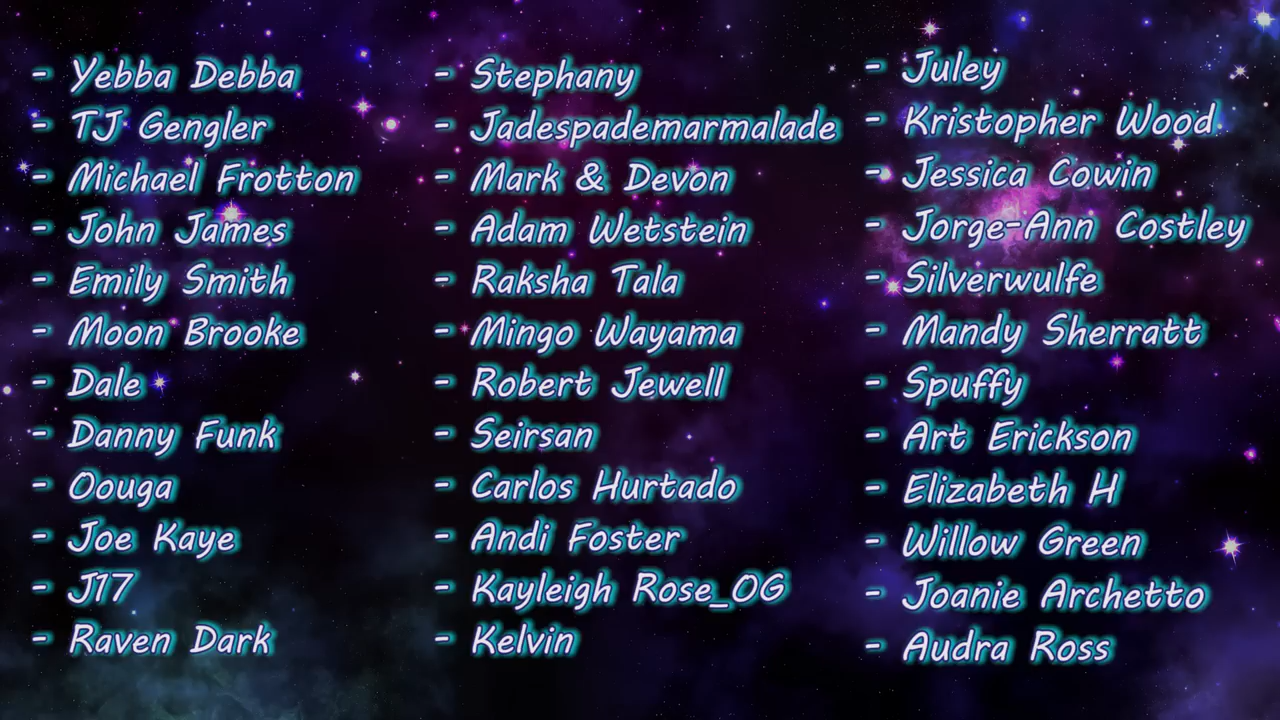 - Yebba Debba
- TJ Gengler
- Michael Frotton
- John James
- Emily Smith
- Moon Brooke
- Dale
- Danny Funk
- Oouga
- Joe Kaye
- J17
- Raven Dark
- Stephany
- Jadespademarmalade
- Mark & Devon
- Adam Wetstein
- Raksha Tala
- Mingo Wayama
- Robert Jewell
- Seirsan
- Carlos Hurtado
- Andi Foster
- Kayleigh Rose_OG
- Kelvin
- Juley
- Kristopher Wood
- Jessica Cowin
- Jorge-Ann Costley
- Silverwulfe
- Mandy Sherratt
- Spuffy
- Art Erickson
- Elizabeth H
- Willow Green
- Joanie Archetto
- Audra Ross